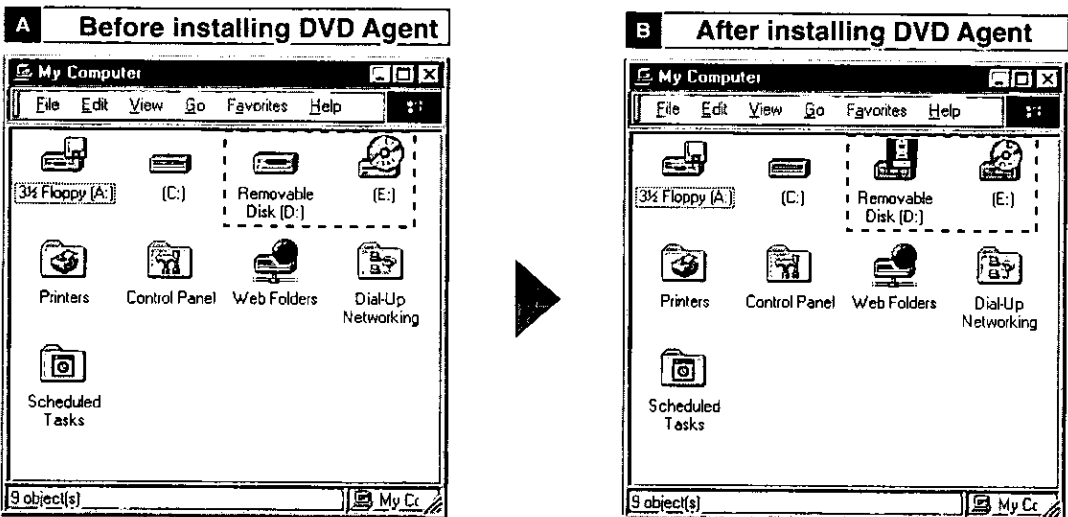 A Before installing DVD Agent
My Computer
File Edit View Go Favorites Help
3½ Floppy (A:) (C:) Removable Disk (D:) (E:)
Printers Control Panel Web Folders Dial-Up Networking
Scheduled Tasks
9 object(s) My Cc
B After installing DVD Agent
My Computer
File Edit View Go Favorites Help
3½ Floppy (A:) (C:) Removable Disk (D:) (E:)
Printers Control Panel Web Folders Dial-Up Networking
Scheduled Tasks
9 object(s) My Cc